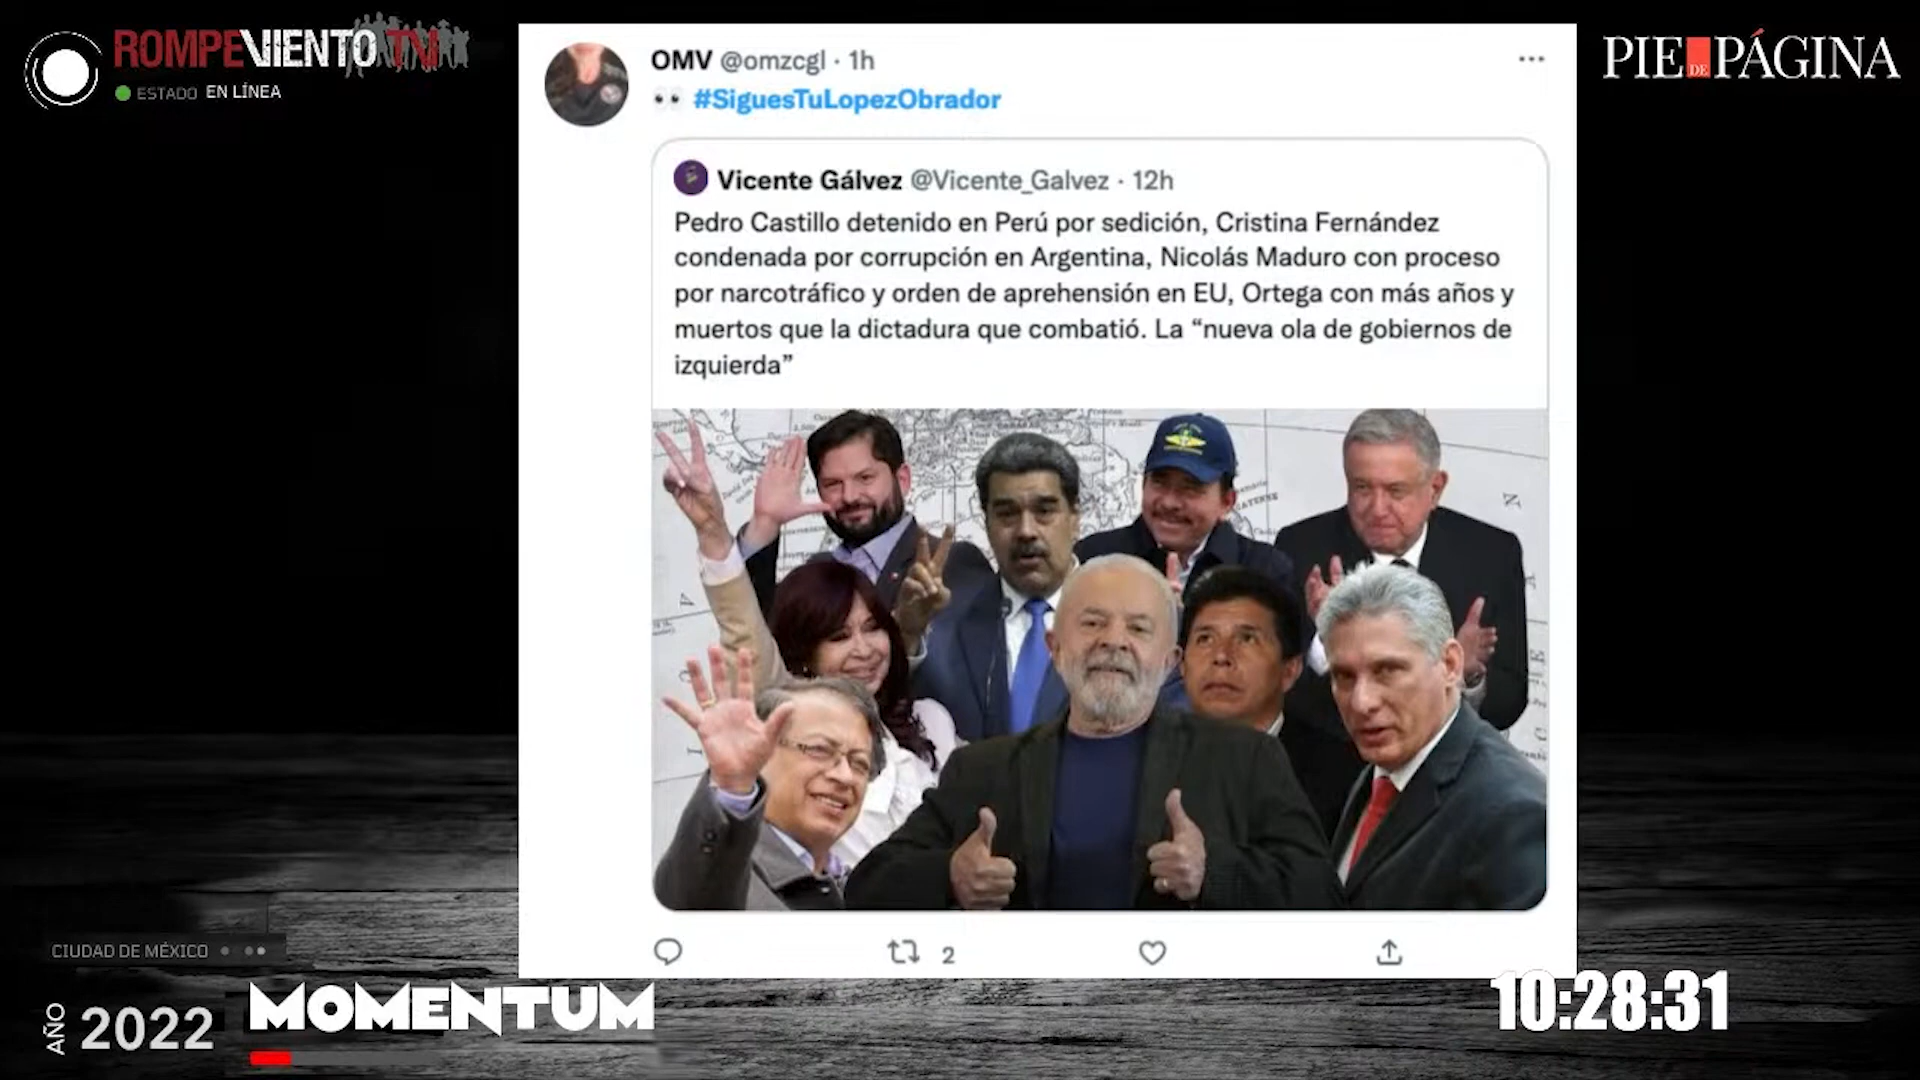 ROMPEVIENTO TV
ESTADO EN LÍNEA
PIE DE PÁGINA
OMV @omzcgl · 1h
#SiguesTuLopezObrador
Vicente Gálvez @Vicente_Galvez · 12h
Pedro Castillo detenido en Perú por sedición, Cristina Fernández
condenada por corrupción en Argentina, Nicolás Maduro con proceso
por narcotráfico y orden de aprehensión en EU, Ortega con más años y
muertos que la dictadura que combatió. La “nueva ola de gobiernos de
izquierda”
2
CIUDAD DE MÉXICO
AÑO 2022
MOMENTUM
10:28:31